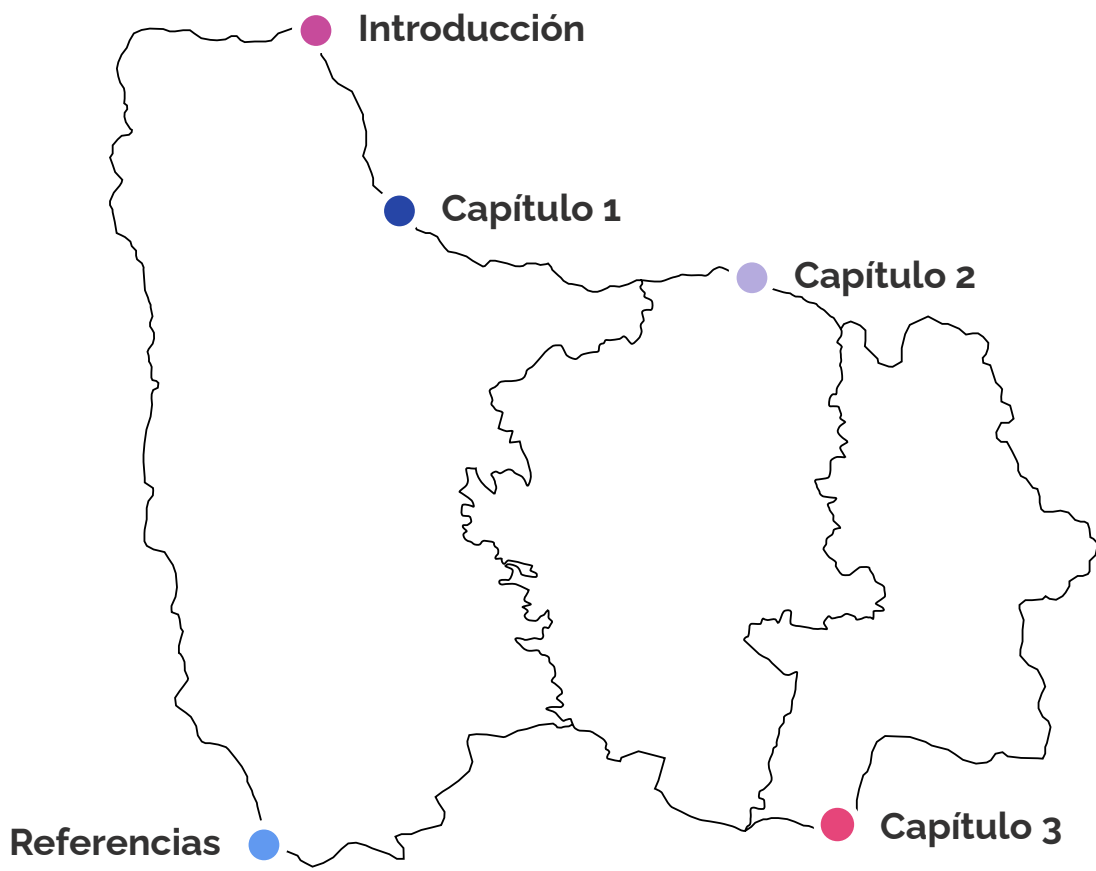 Introducción
Capítulo 1
Capítulo 2
Capítulo 3
Referencias